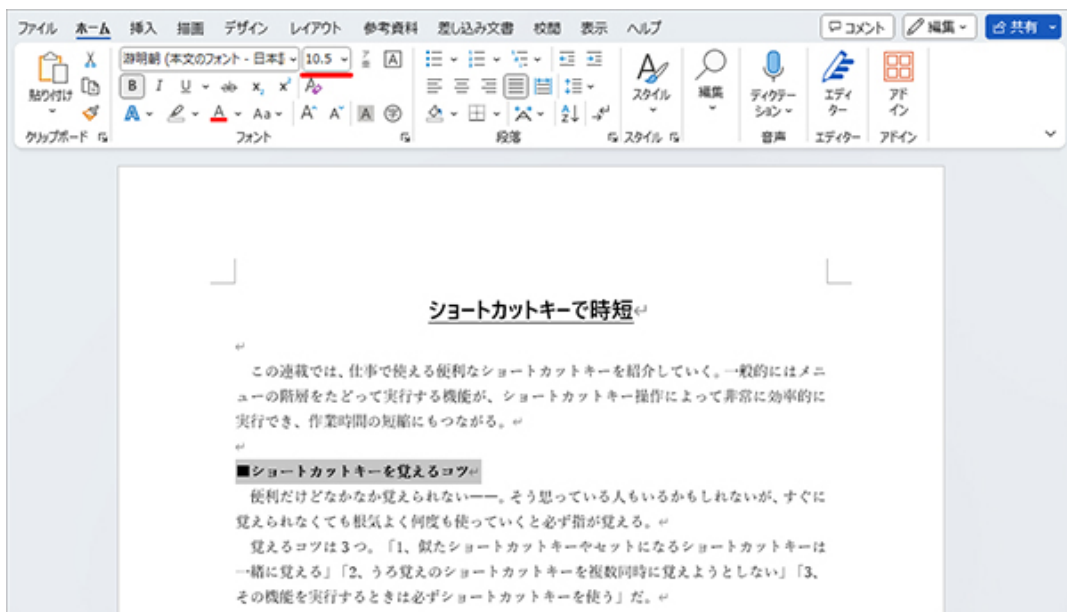 ファイル ホーム 挿入 描画 デザイン レイアウト 参考資料 差し込み文書 校閲 表示 ヘルプ コメント 編集 共有
游明朝 (本文のフォント - 日本語 10.5
貼り付け
B I U ab x₂ x² A
A A Aa A A A 字
スタイル 編集 ディクテーション エディター アドイン
クリップボード フォント 段落 スタイル 音声 エディター アドイン
ショートカットキーで時短↵
↵
この連載では、仕事で使える便利なショートカットキーを紹介していく。一般的にはメニ
ューの階層をたどって実行する機能が、ショートカットキー操作によって非常に効率的に
実行でき、作業時間の短縮にもつながる。↵
↵
■ショートカットキーを覚えるコツ↵
便利だけどなかなか覚えられない――。そう思っている人もいるかもしれないが、すぐに
覚えられなくても根気よく何度も使っていくと必ず指が覚える。↵
覚えるコツは３つ。「1、似たショートカットキーやセットになるショートカットキーは
一緒に覚える」「2、うろ覚えのショートカットキーを複数同時に覚えようとしない」「3、
その機能を実行するときは必ずショートカットキーを使う」だ。↵